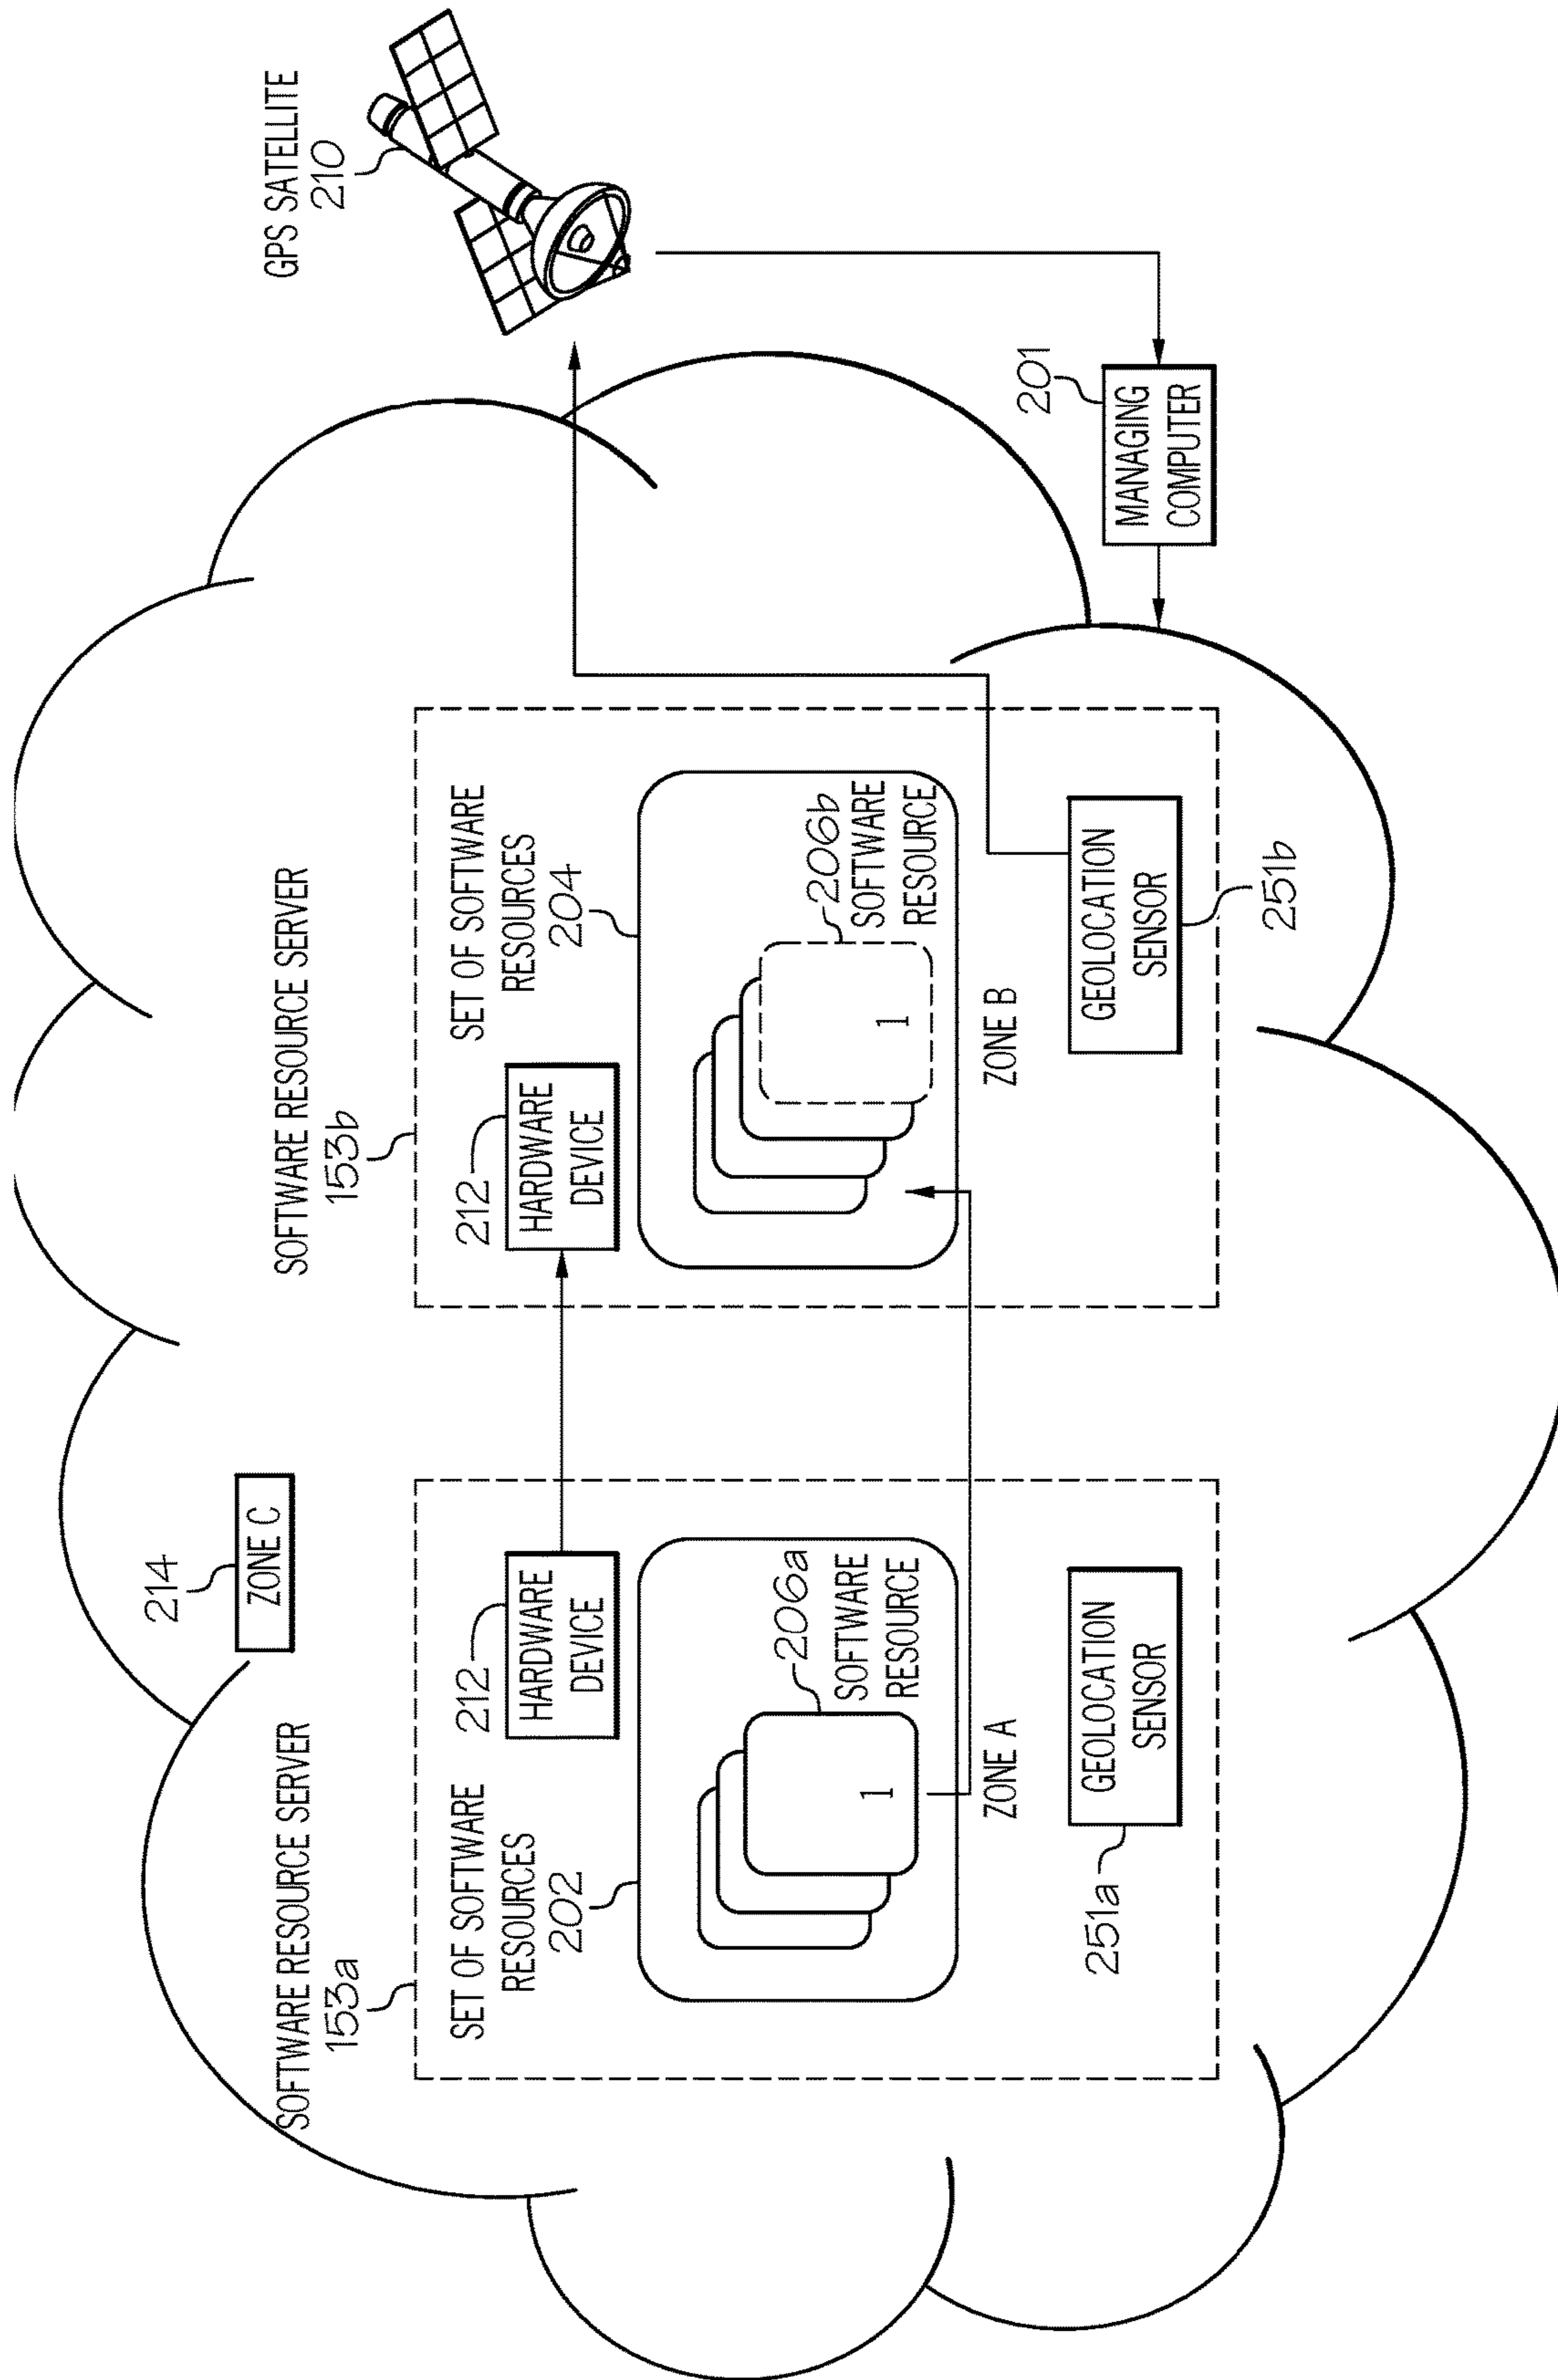 214
ZONE C
SOFTWARE RESOURCE SERVER
153a
SET OF SOFTWARE
RESOURCES
202
212
HARDWARE
DEVICE
206a
SOFTWARE
RESOURCE
1
ZONE A
GEOLOCATION
SENSOR
251a
SOFTWARE RESOURCE SERVER
153b
SET OF SOFTWARE
RESOURCES
204
212
HARDWARE
DEVICE
206b
SOFTWARE
RESOURCE
1
ZONE B
GEOLOCATION
SENSOR
251b
GPS SATELLITE
210
201
MANAGING
COMPUTER